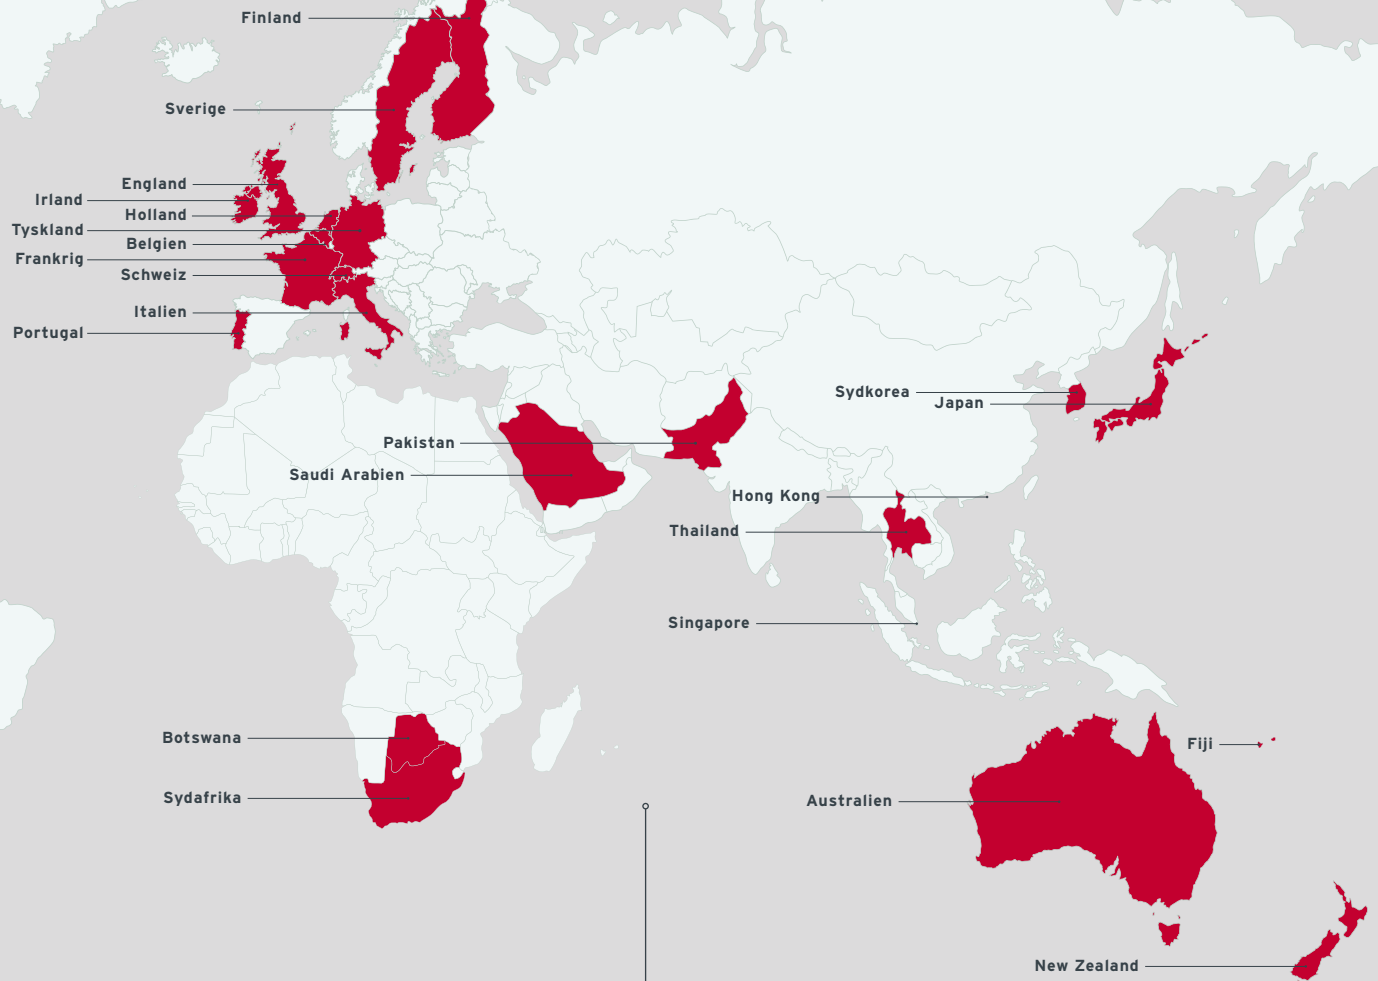 Finland
Sverige
England
Irland
Holland
Tyskland
Belgien
Frankrig
Schweiz
Italien
Portugal
Sydkorea
Japan
Pakistan
Saudi Arabien
Hong Kong
Thailand
Singapore
Botswana
Fiji
Sydafrika
Australien
New Zealand